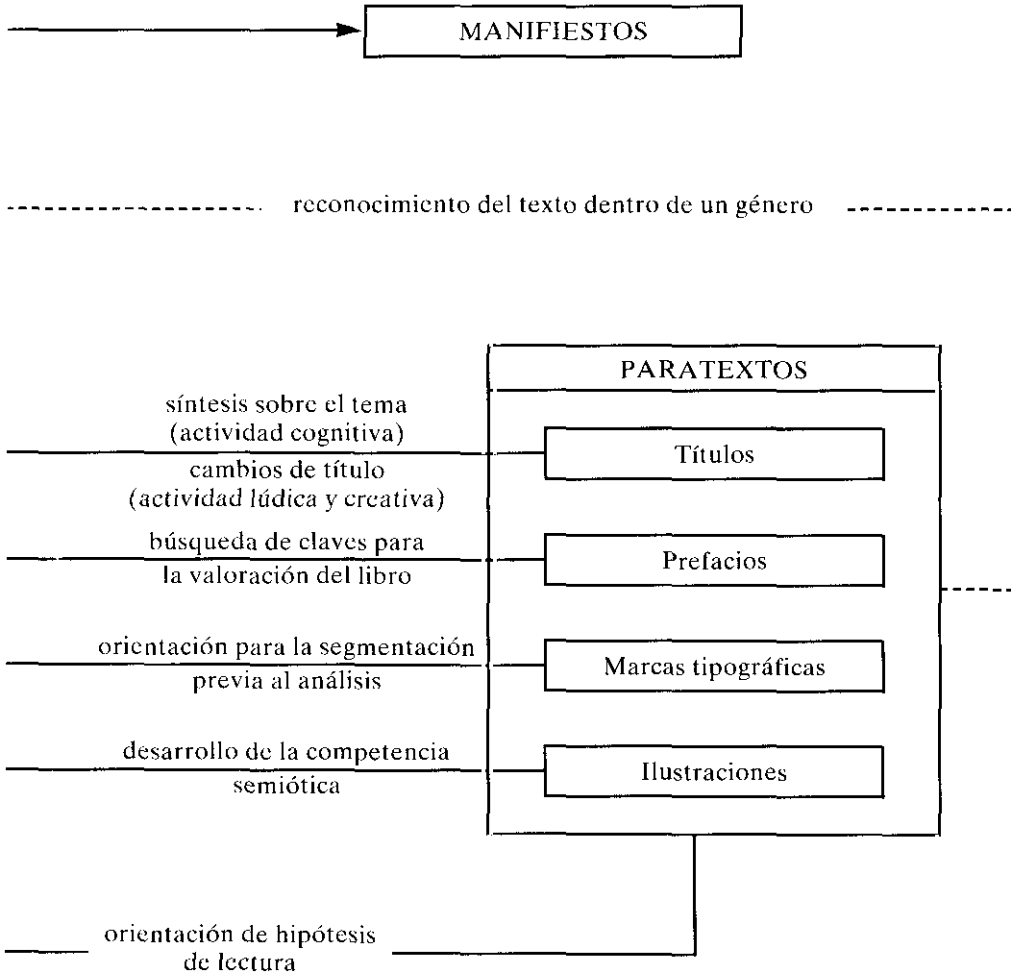 MANIFIESTOS
reconocimiento del texto dentro de un género
PARATEXTOS
síntesis sobre el tema
(actividad cognitiva)
Títulos
cambios de título
(actividad lúdica y creativa)
búsqueda de claves para
Prefacios
la valoración del libro
orientación para la segmentación
Marcas tipográficas
previa al análisis
desarrollo de la competencia
Ilustraciones
semiótica
orientación de hipótesis
de lectura